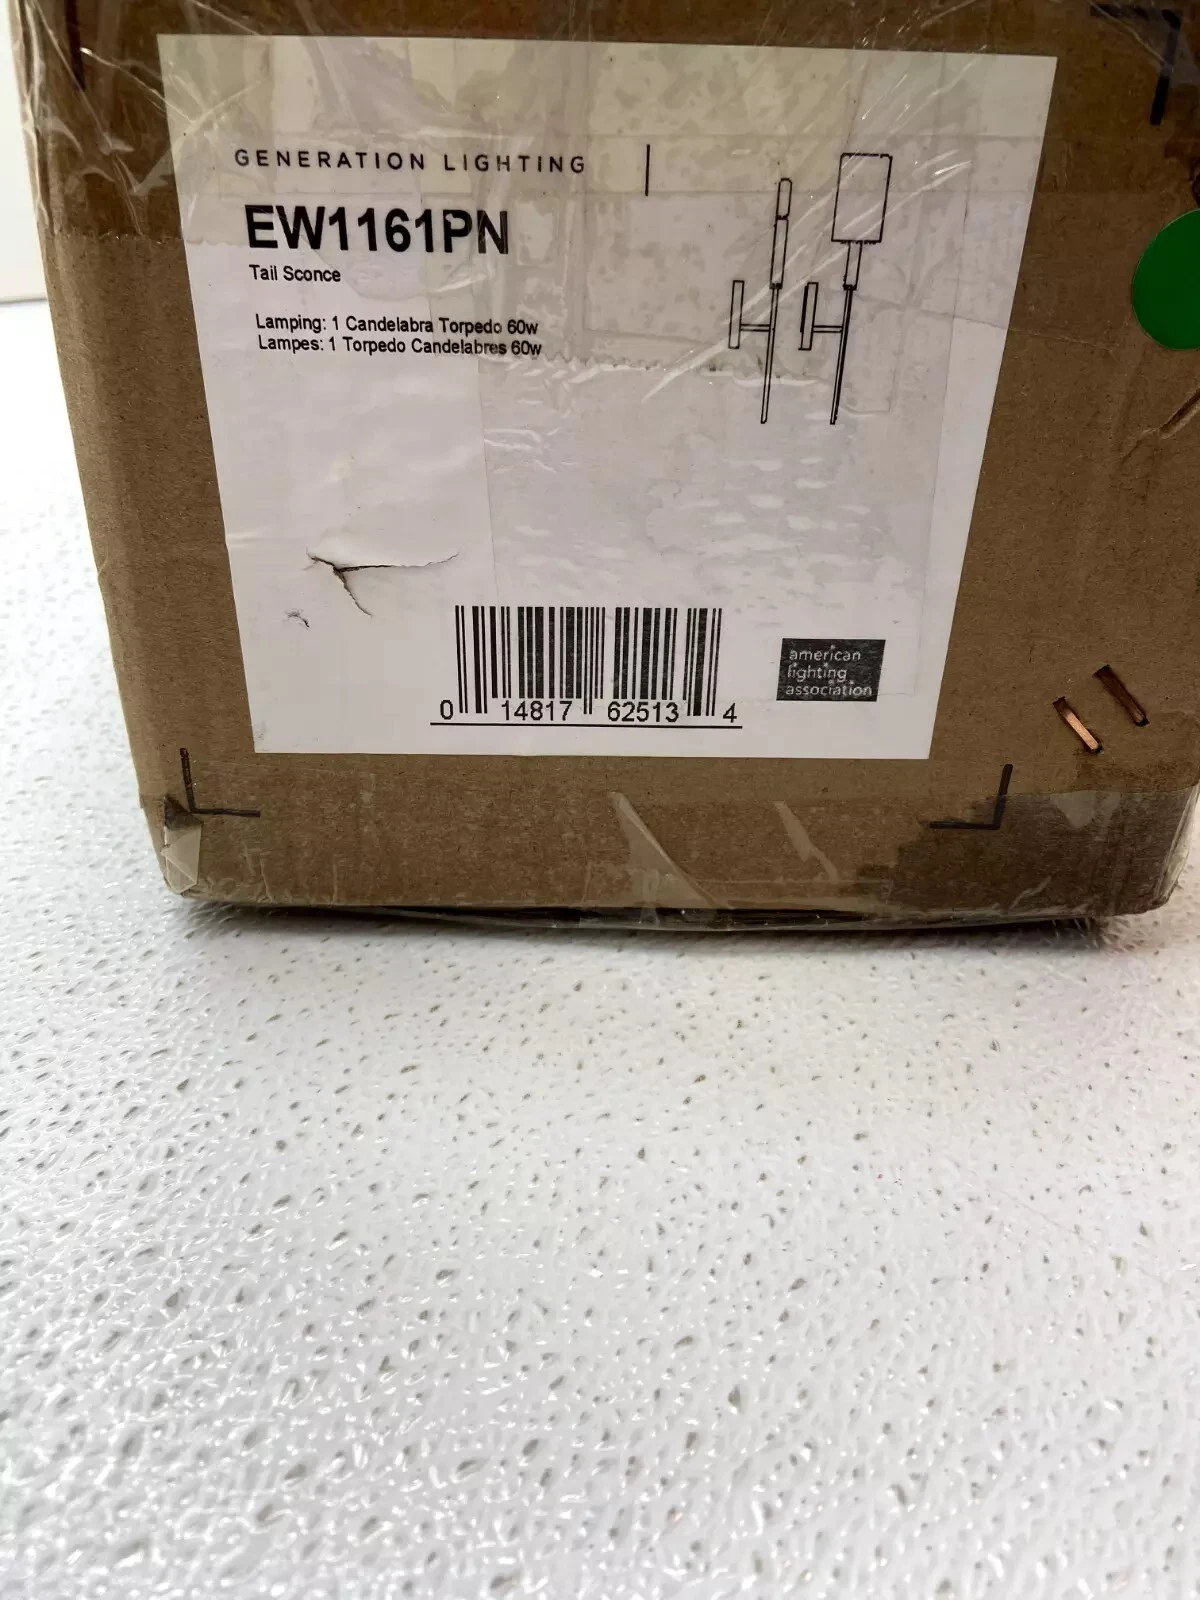 GENERATION LIGHTING
EW1161PN
Tail Sconce
Lamping: 1 Candelabra Torpedo 60w
Lampes: 1 Torpedo Candelabres 60w
0 14817 62513 4
american
lighting
association